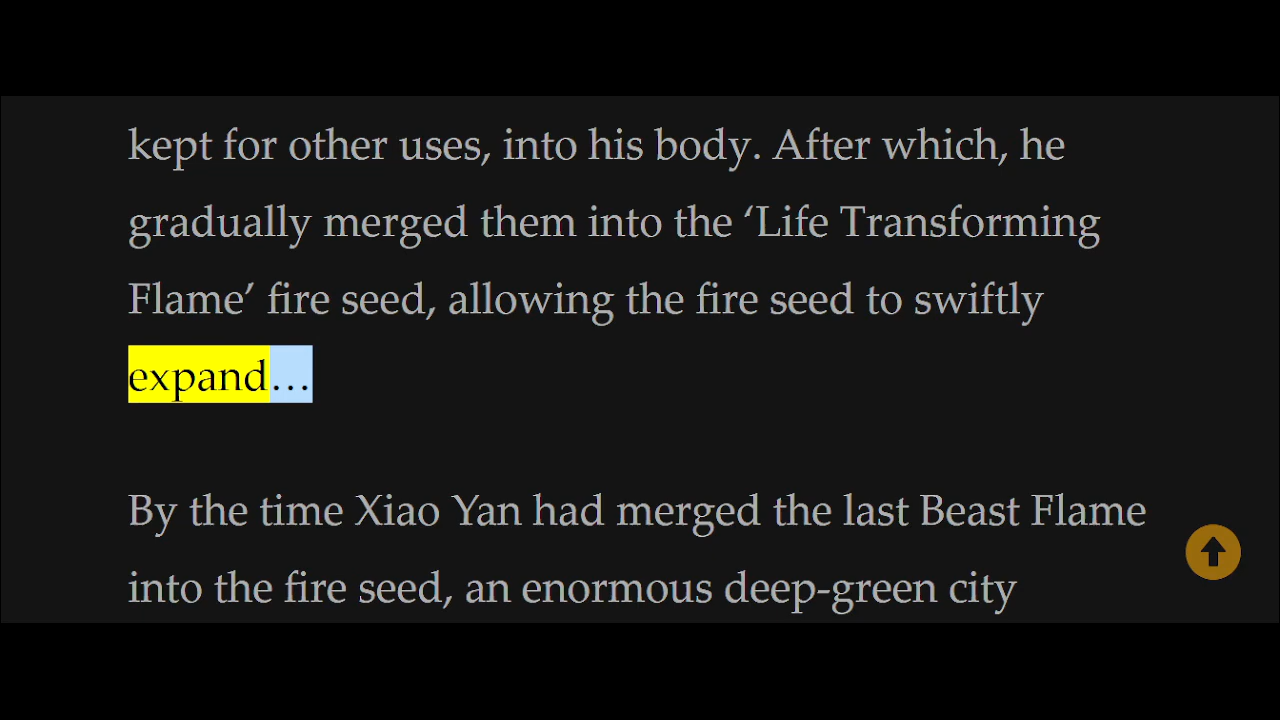 kept for other uses, into his body. After which, he
gradually merged them into the ‘Life Transforming
Flame’ fire seed, allowing the fire seed to swiftly
expand…
By the time Xiao Yan had merged the last Beast Flame
into the fire seed, an enormous deep-green city